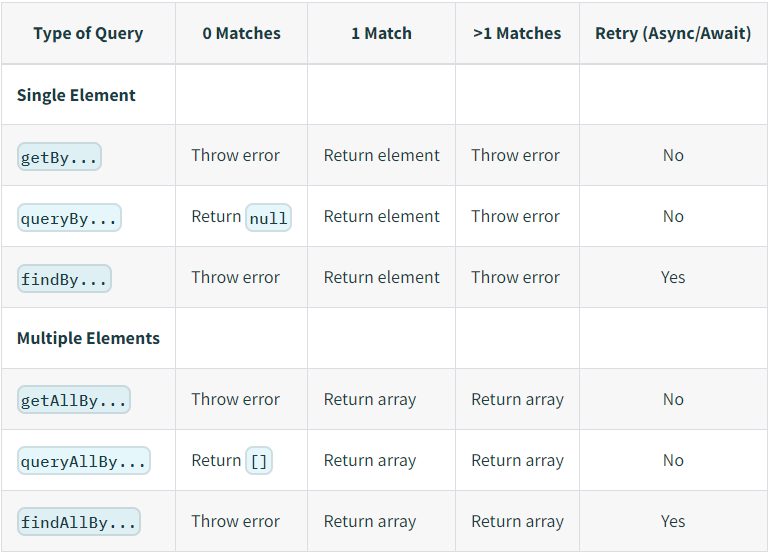 Type of Query 0 Matches 1 Match >1 Matches Retry (Async/Await)
Single Element
getBy... Throw error Return element Throw error No
queryBy... Return null Return element Throw error No
findBy... Throw error Return element Throw error Yes
Multiple Elements
getAllBy... Throw error Return array Return array No
queryAllBy... Return [] Return array Return array No
findAllBy... Throw error Return array Return array Yes